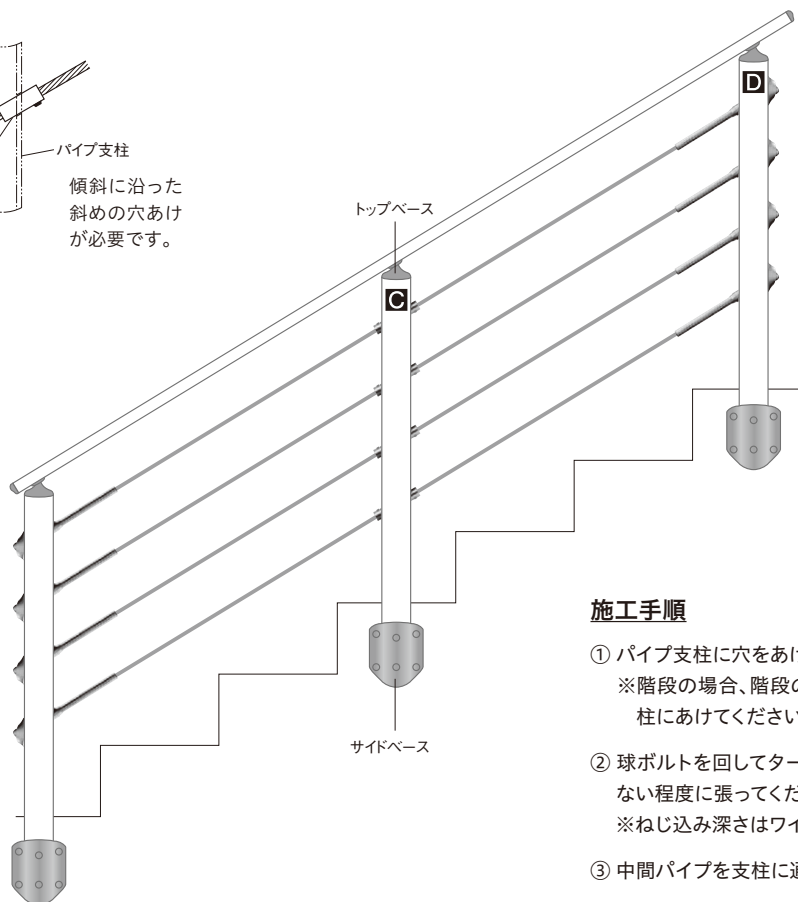 パイプ支柱
傾斜に沿った
斜めの穴あけ
が必要です。
トップベース
D
C
サイドベース
施工手順
① パイプ支柱に穴をあけ
※階段の場合、階段の
柱にあけてください
② 球ボルトを回してター
ない程度に張ってくだ
※ねじ込み深さはワイ
③ 中間パイプを支柱に通